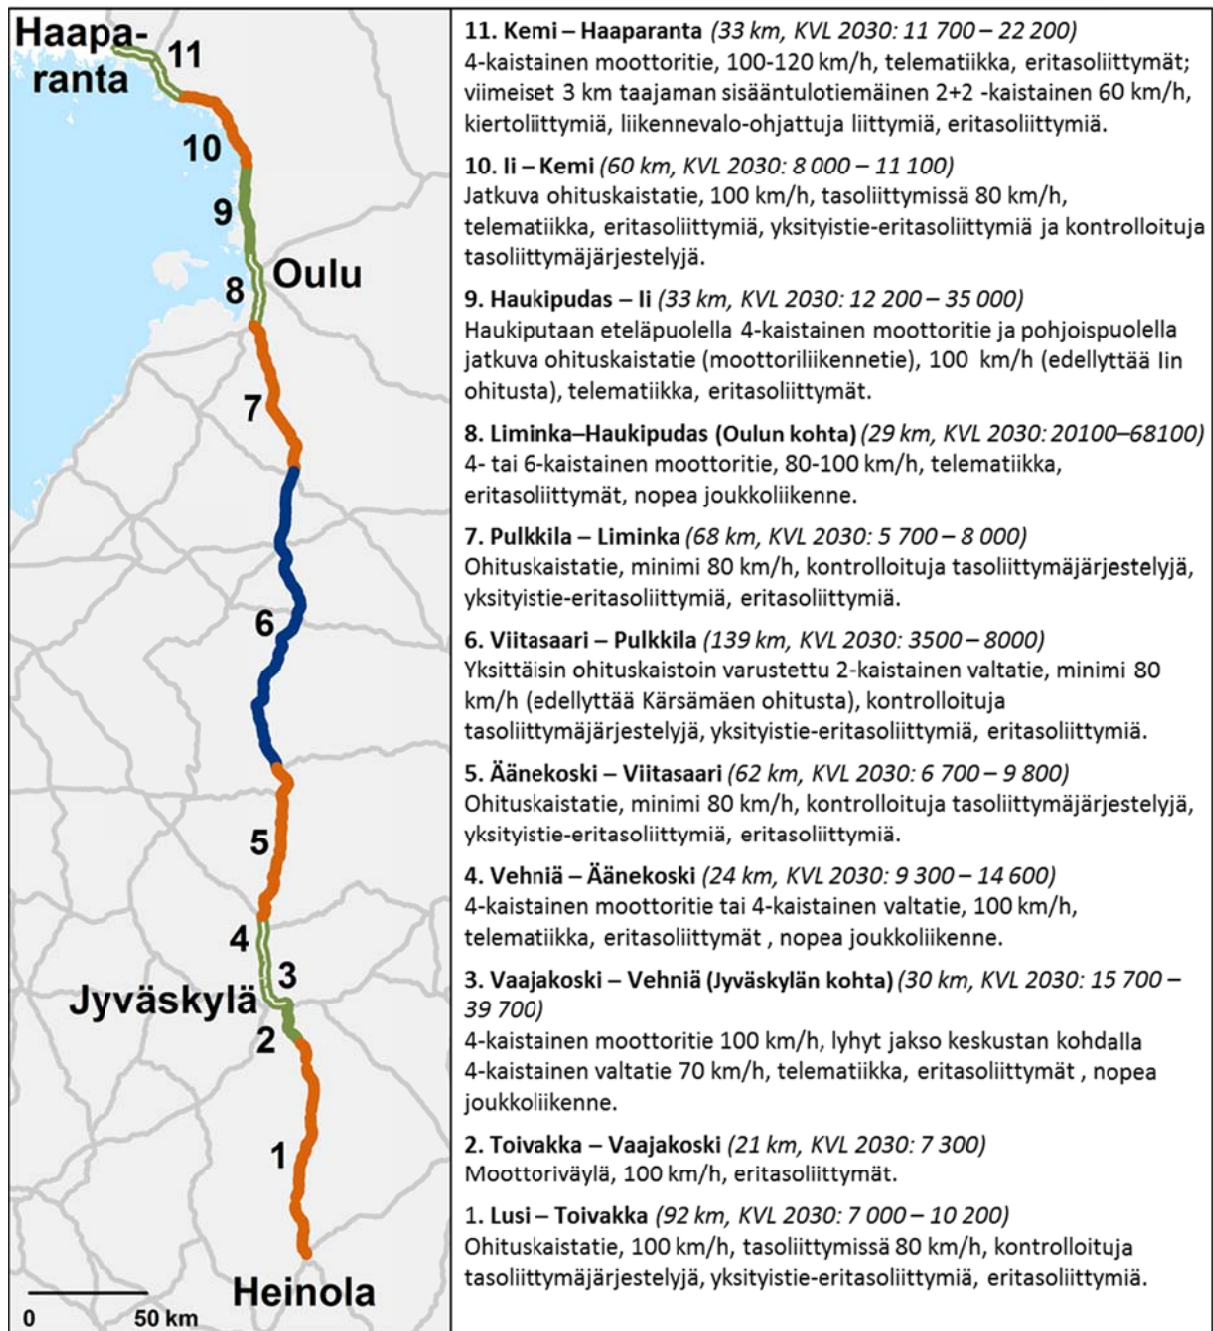 Haapa-
ranta
11
10
9
8
Oulu
7
6
5
4
3
Jyväskylä
2
1
Heinola
0 50 km
11. Kemi – Haaparanta (33 km, KVL 2030: 11 700 – 22 200)
4-kaistainen moottoritie, 100-120 km/h, telematiikka, eritasoliittymät;
viimeiset 3 km taajaman sisääntulotiemäinen 2+2 -kaistainen 60 km/h,
kiertoliittymiä, liikennevalo-ohjattuja liittymiä, eritasoliittymiä.
10. Ii – Kemi (60 km, KVL 2030: 8 000 – 11 100)
Jatkuva ohituskaistatie, 100 km/h, tasoliittymissä 80 km/h,
telematiikka, eritasoliittymiä, yksityistie-eritasoliittymiä ja kontrolloituja
tasoliittymäjärjestelyjä.
9. Haukipudas – Ii (33 km, KVL 2030: 12 200 – 35 000)
Haukiputaan eteläpuolella 4-kaistainen moottoritie ja pohjoispuolella
jatkuva ohituskaistatie (moottoriliikennetie), 100 km/h (edellyttää Iin
ohitusta), telematiikka, eritasoliittymät.
8. Liminka–Haukipudas (Oulun kohta) (29 km, KVL 2030: 20100–68100)
4- tai 6-kaistainen moottoritie, 80-100 km/h, telematiikka,
eritasoliittymät, nopea joukkoliikenne.
7. Pulkkila – Liminka (68 km, KVL 2030: 5 700 – 8 000)
Ohituskaistatie, minimi 80 km/h, kontrolloituja tasoliittymäjärjestelyjä,
yksityistie-eritasoliittymiä, eritasoliittymiä.
6. Viitasaari – Pulkkila (139 km, KVL 2030: 3500 – 8000)
Yksittäisin ohituskaistoin varustettu 2-kaistainen valtatie, minimi 80
km/h (edellyttää Kärsämäen ohitusta), kontrolloituja
tasoliittymäjärjestelyjä, yksityistie-eritasoliittymiä, eritasoliittymiä.
5. Äänekoski – Viitasaari (62 km, KVL 2030: 6 700 – 9 800)
Ohituskaistatie, minimi 80 km/h, kontrolloituja tasoliittymäjärjestelyjä,
yksityistie-eritasoliittymiä, eritasoliittymiä.
4. Vehniä – Äänekoski (24 km, KVL 2030: 9 300 – 14 600)
4-kaistainen moottoritie tai 4-kaistainen valtatie, 100 km/h,
telematiikka, eritasoliittymät , nopea joukkoliikenne.
3. Vaajakoski – Vehniä (Jyväskylän kohta) (30 km, KVL 2030: 15 700 –
39 700)
4-kaistainen moottoritie 100 km/h, lyhyt jakso keskustan kohdalla
4-kaistainen valtatie 70 km/h, telematiikka, eritasoliittymät , nopea
joukkoliikenne.
2. Toivakka – Vaajakoski (21 km, KVL 2030: 7 300)
Moottoriväylä, 100 km/h, eritasoliittymät.
1. Lusi – Toivakka (92 km, KVL 2030: 7 000 – 10 200)
Ohituskaistatie, 100 km/h, tasoliittymissä 80 km/h, kontrolloituja
tasoliittymäjärjestelyjä, yksityistie-eritasoliittymiä, eritasoliittymiä.